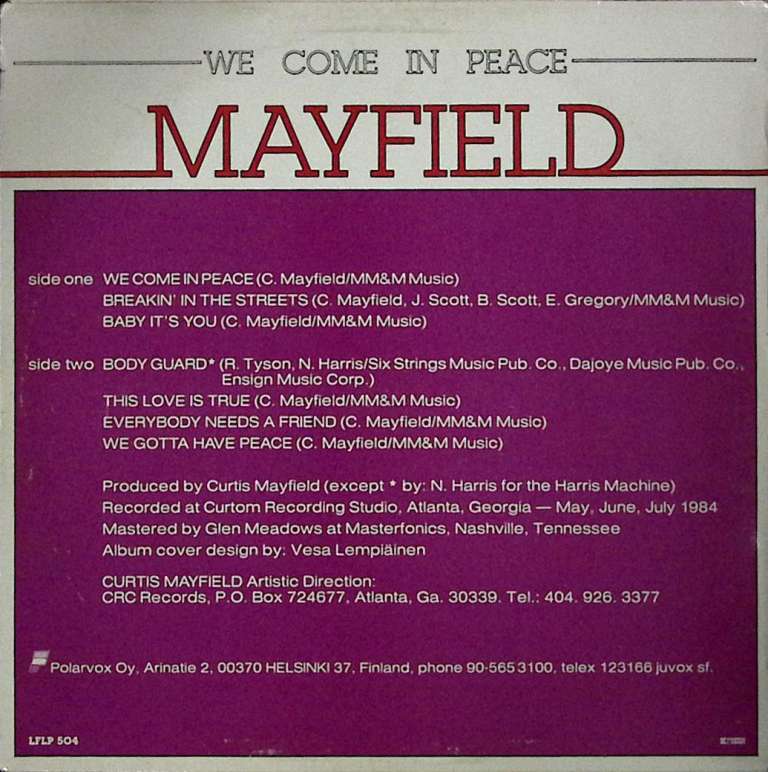 WE COME IN PEACE
MAYFIELD
side one WE COME IN PEACE (C. Mayfield/MM&M Music)
BREAKIN' IN THE STREETS (C. Mayfield, J. Scott, B. Scott, E. Gregory/MM&M Music)
BABY IT'S YOU (C. Mayfield/MM&M Music)
side two BODY GUARD* (R. Tyson, N. Harris/Six Strings Music Pub. Co., Dajoye Music Pub. Co.,
Ensign Music Corp.)
THIS LOVE IS TRUE (C. Mayfield/MM&M Music)
EVERYBODY NEEDS A FRIEND (C. Mayfield/MM&M Music)
WE GOTTA HAVE PEACE (C. Mayfield/MM&M Music)
Produced by Curtis Mayfield (except * by: N. Harris for the Harris Machine)
Recorded at Curtom Recording Studio, Atlanta, Georgia — May, June, July 1984
Mastered by Glen Meadows at Masterfonics, Nashville, Tennessee
Album cover design by: Vesa Lempiäinen
CURTIS MAYFIELD Artistic Direction:
CRC Records, P.O. Box 724677, Atlanta, Ga. 30339. Tel.: 404. 926. 3377
Polarvox Oy, Arinatie 2, 00370 HELSINKI 37, Finland, phone 90-565 3100, telex 123166 juvox sf.
LFLP 504